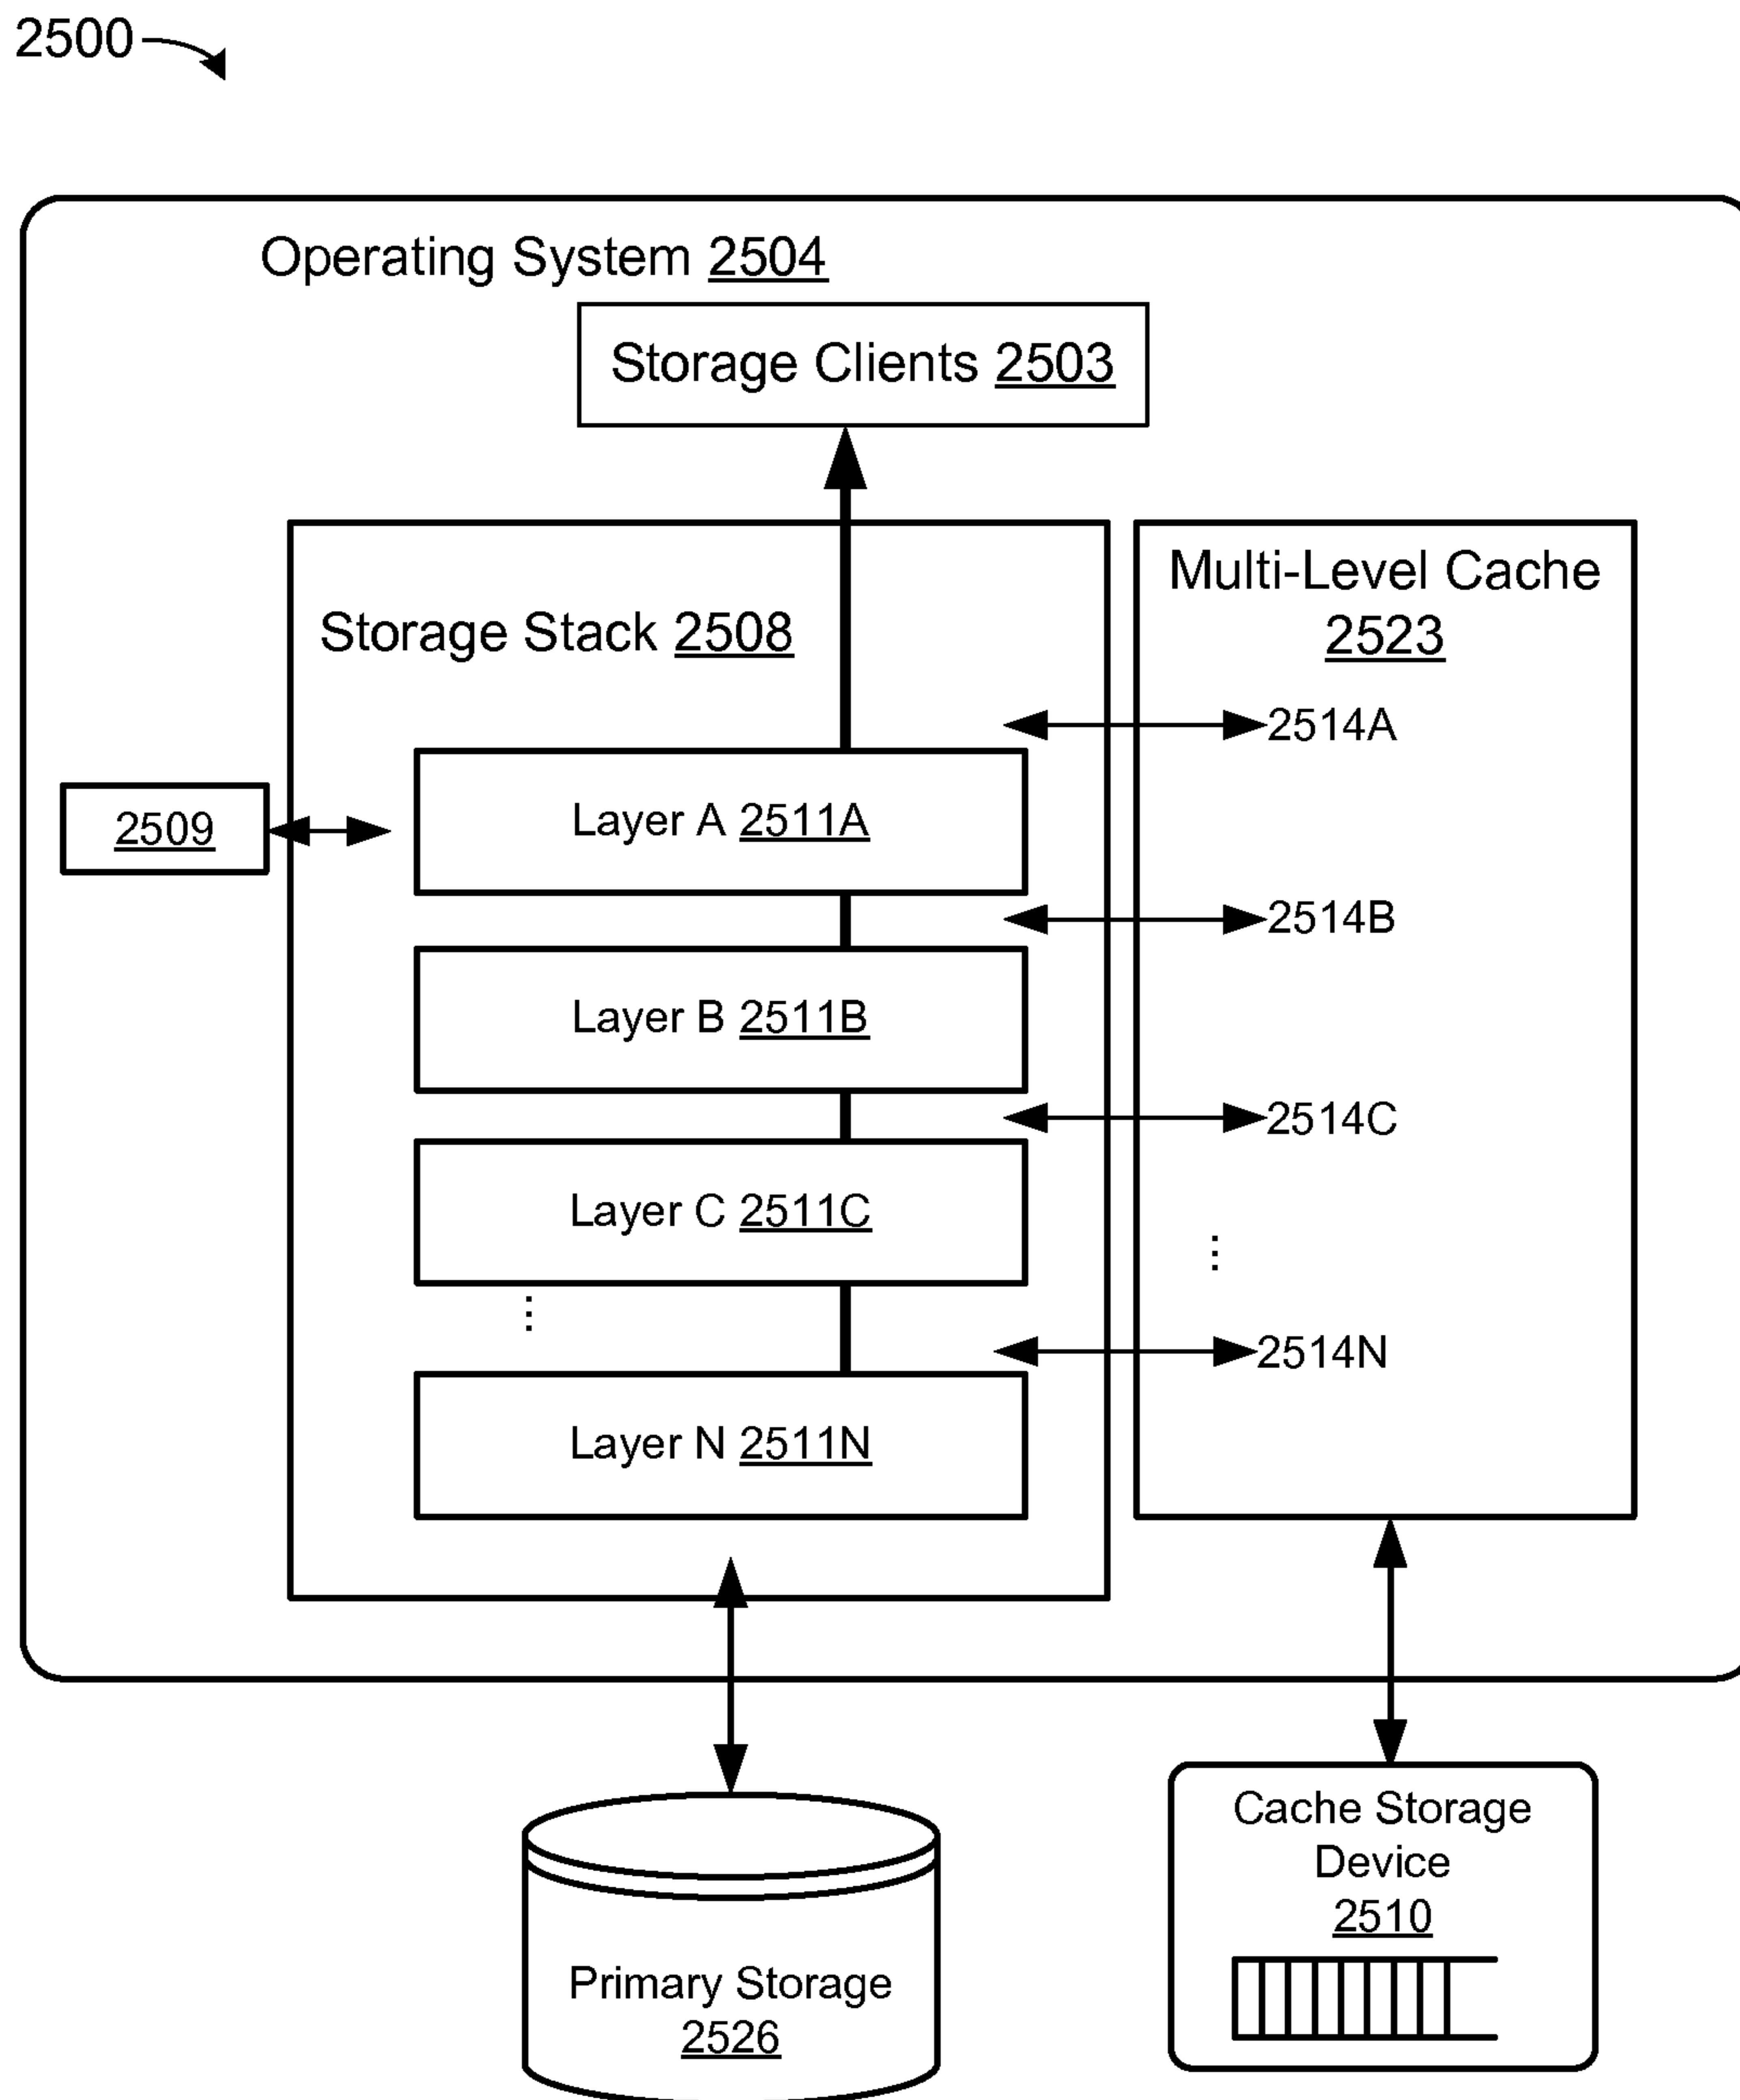 2500
Operating System 2504
Storage Clients 2503
Storage Stack 2508
Multi-Level Cache
2523
2514A
2509
Layer A 2511A
2514B
Layer B 2511B
2514C
Layer C 2511C
⋮
⋮
2514N
Layer N 2511N
Primary Storage
2526
Cache Storage
Device
2510